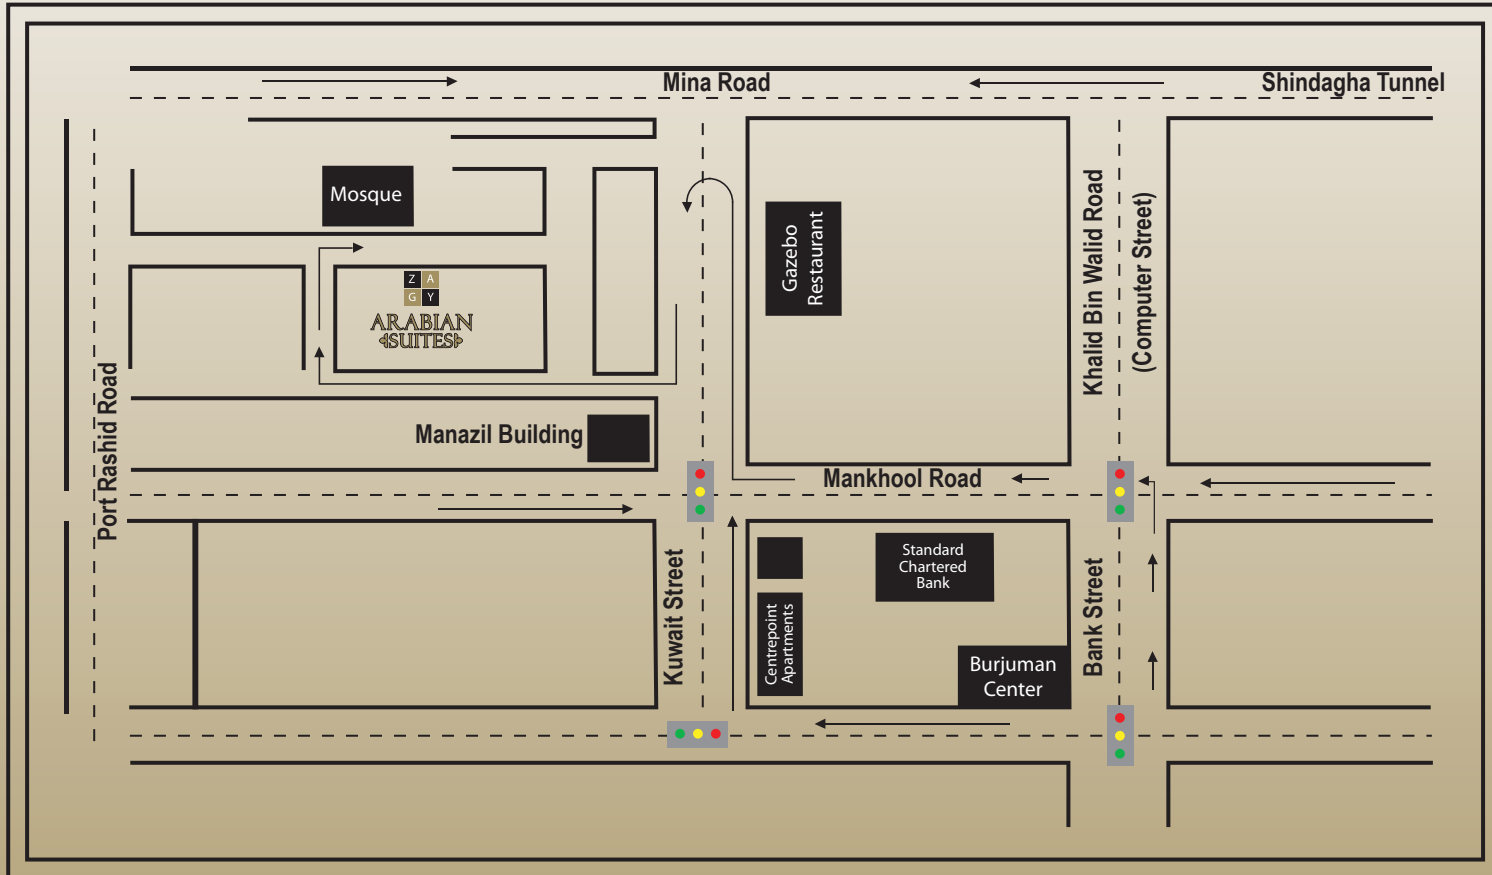 Mina Road
Shindagha Tunnel
Mosque
Gazebo
Restaurant
Khalid Bin Walid Road
(Computer Street)
Z A
G Y
ARABIAN
SUITES
Port Rashid Road
Manazil Building
Mankhool Road
Kuwait Street
Standard
Chartered
Bank
Centrepoint
Apartments
Bank Street
Burjuman
Center